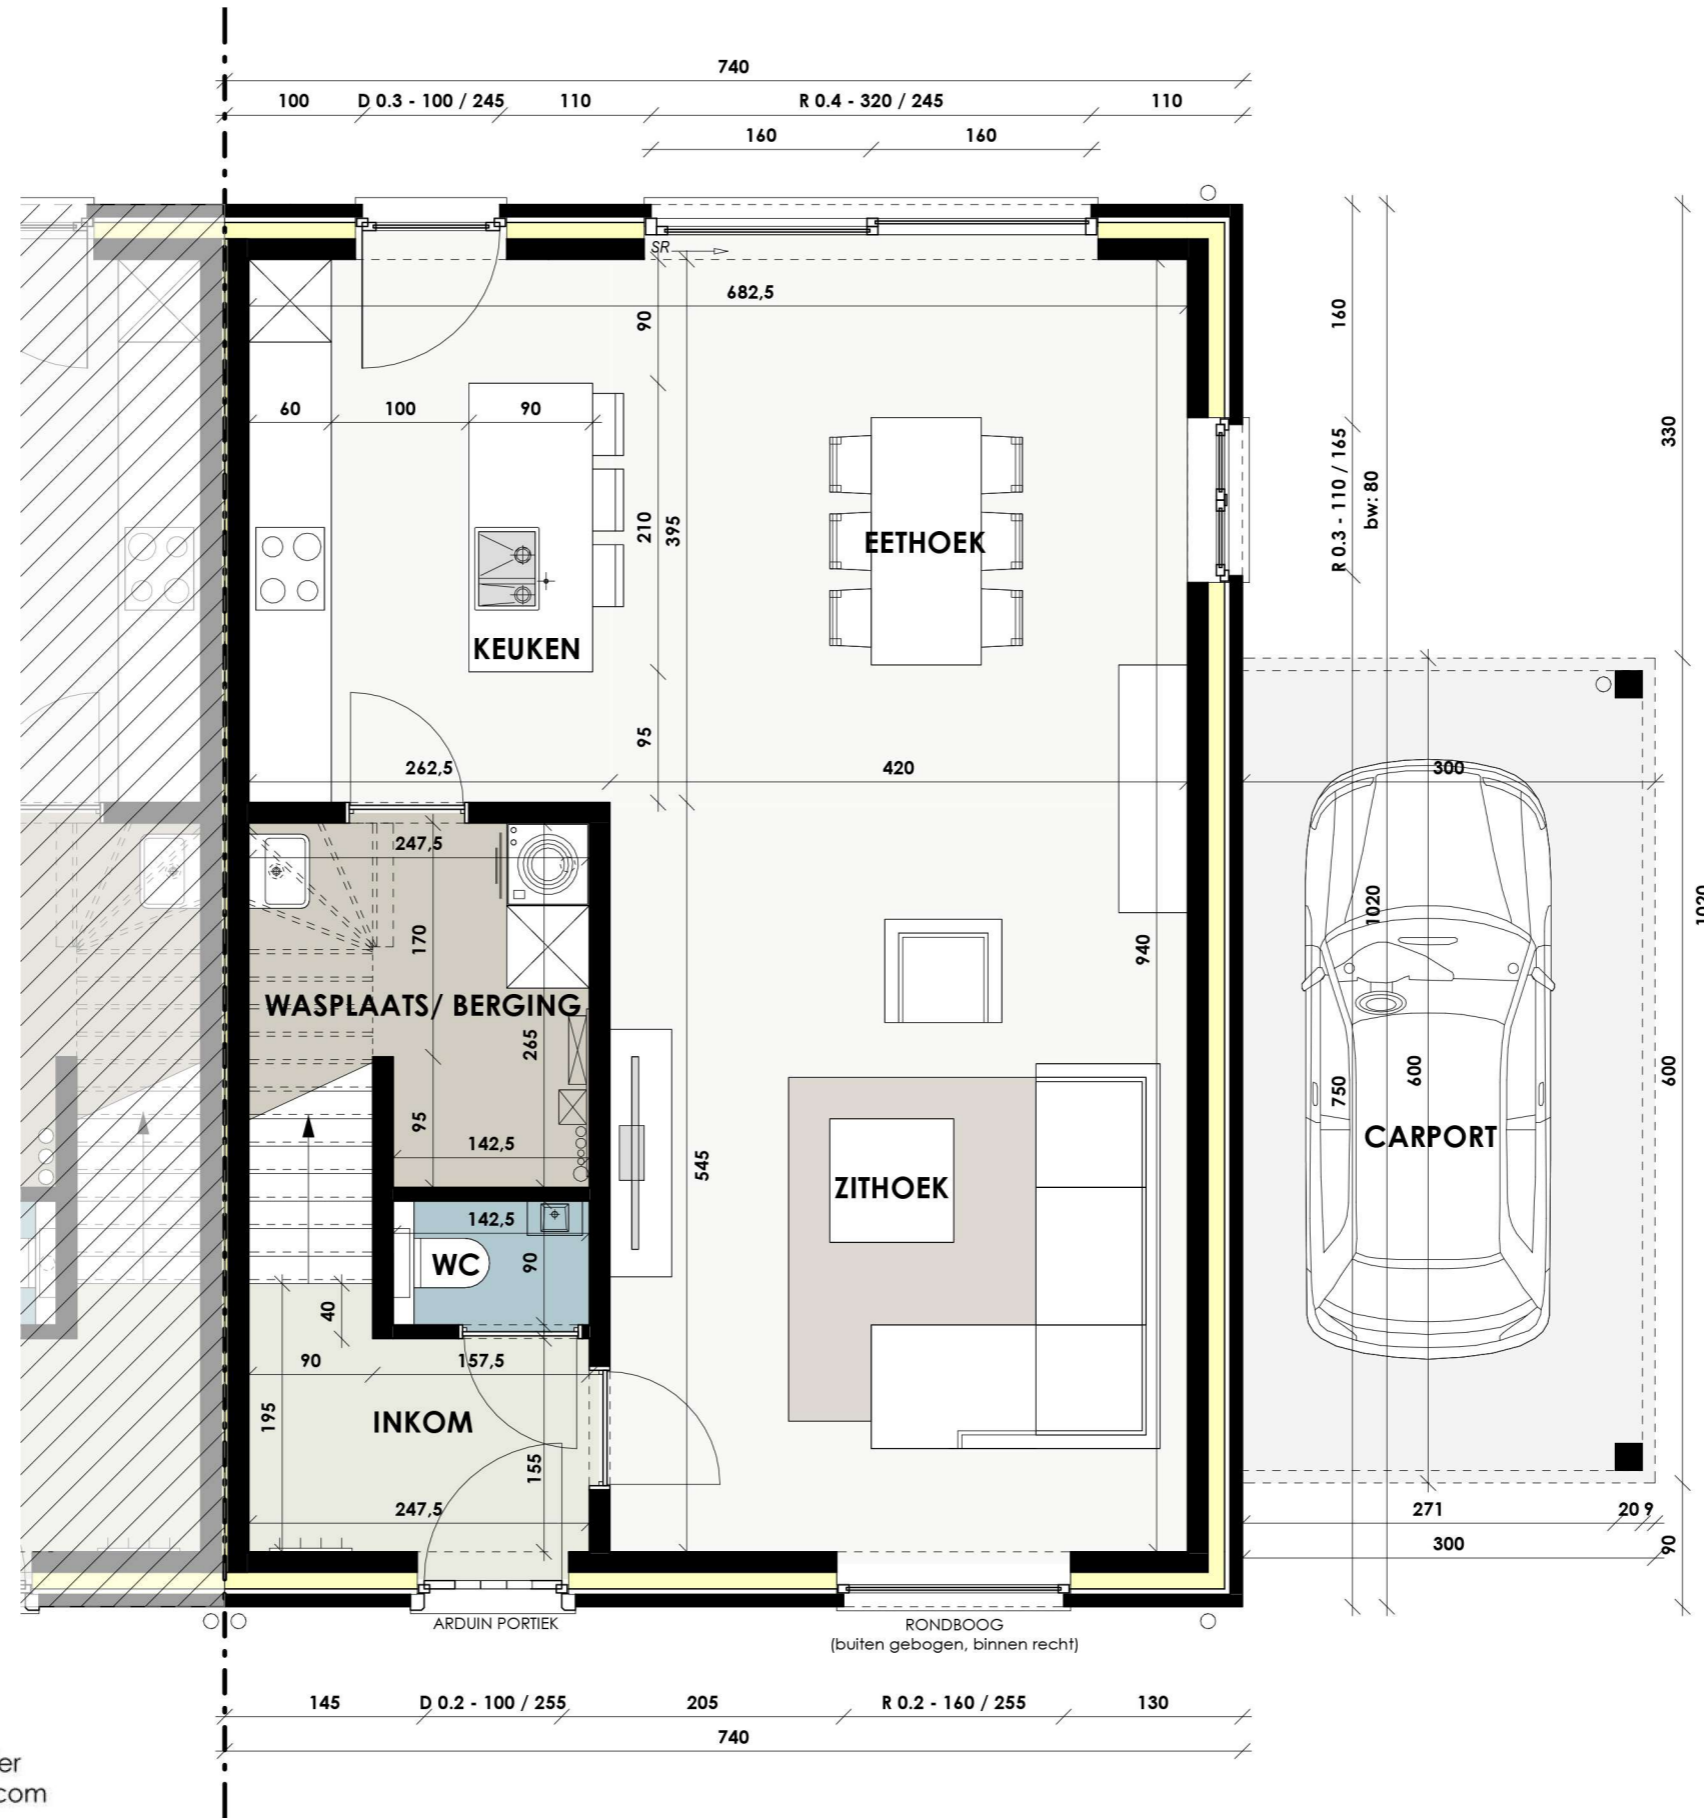 740
100 D 0.3 - 100 / 245 110 R 0.4 - 320 / 245 110
160 160
SR
682,5
90
160
60 100 90
330
R 0.3 - 110 / 165
bw: 80
210
395
EETHOEK
KEUKEN
95
262,5 420 300
247,5
1020
1020
170
940
WASPLAATS/ BERGING
265
600
750
600
95
142,5
CARPORT
545
ZITHOEK
142,5
WC
90
40
90 157,5
195
INKOM
155
247,5
271 20 9
300
90
ARDUIN PORTIEK
RONDBOOG
(buiten gebogen, binnen recht)
145 D 0.2 - 100 / 255 205 R 0.2 - 160 / 255 130
740
er
com